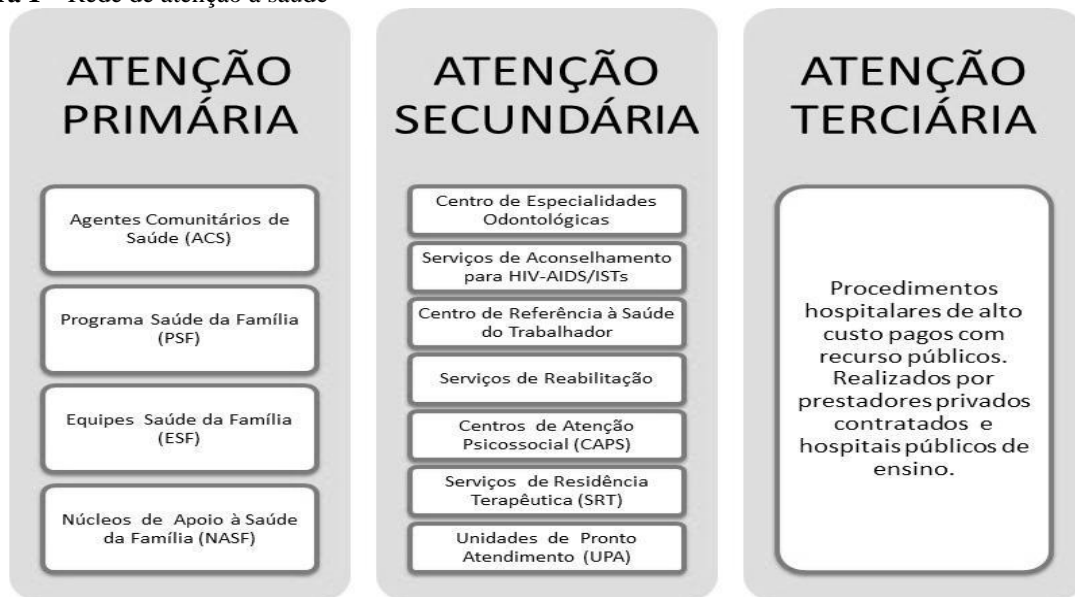 Rede de atenção à saúde
ATENÇÃO
PRIMÁRIA
Agentes Comunitários de
Saúde (ACS)
Programa Saúde da Família
(PSF)
Equipes Saúde da Família
(ESF)
Núcleos de Apoio à Saúde
da Família (NASF)
ATENÇÃO
SECUNDÁRIA
Centro de Especialidades
Odontológicas
Serviços de Aconselhamento
para HIV-AIDS/ISTs
Centro de Referência à Saúde
do Trabalhador
Serviços de Reabilitação
Centros de Atenção
Psicossocial (CAPS)
Serviços de Residência
Terapêutica (SRT)
Unidades de Pronto
Atendimento (UPA)
ATENÇÃO
TERCIÁRIA
Procedimentos
hospitalares de alto
custo pagos com
recurso públicos.
Realizados por
prestadores privados
contratados e
hospitais públicos de
ensino.